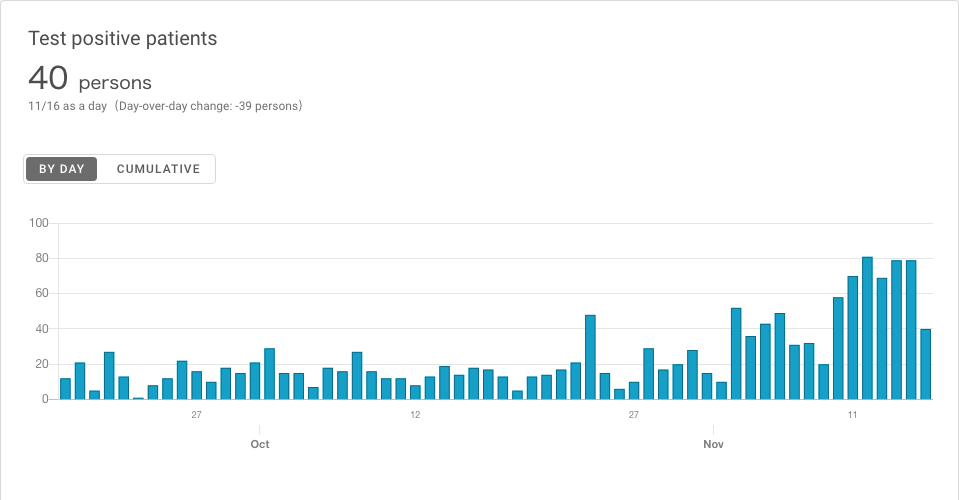 Test positive patients
40 persons
11/16 as a day（Day-over-day change: -39 persons）
BY DAY CUMULATIVE
100
80
60
40
20
0
27 12 27 11
Oct Nov